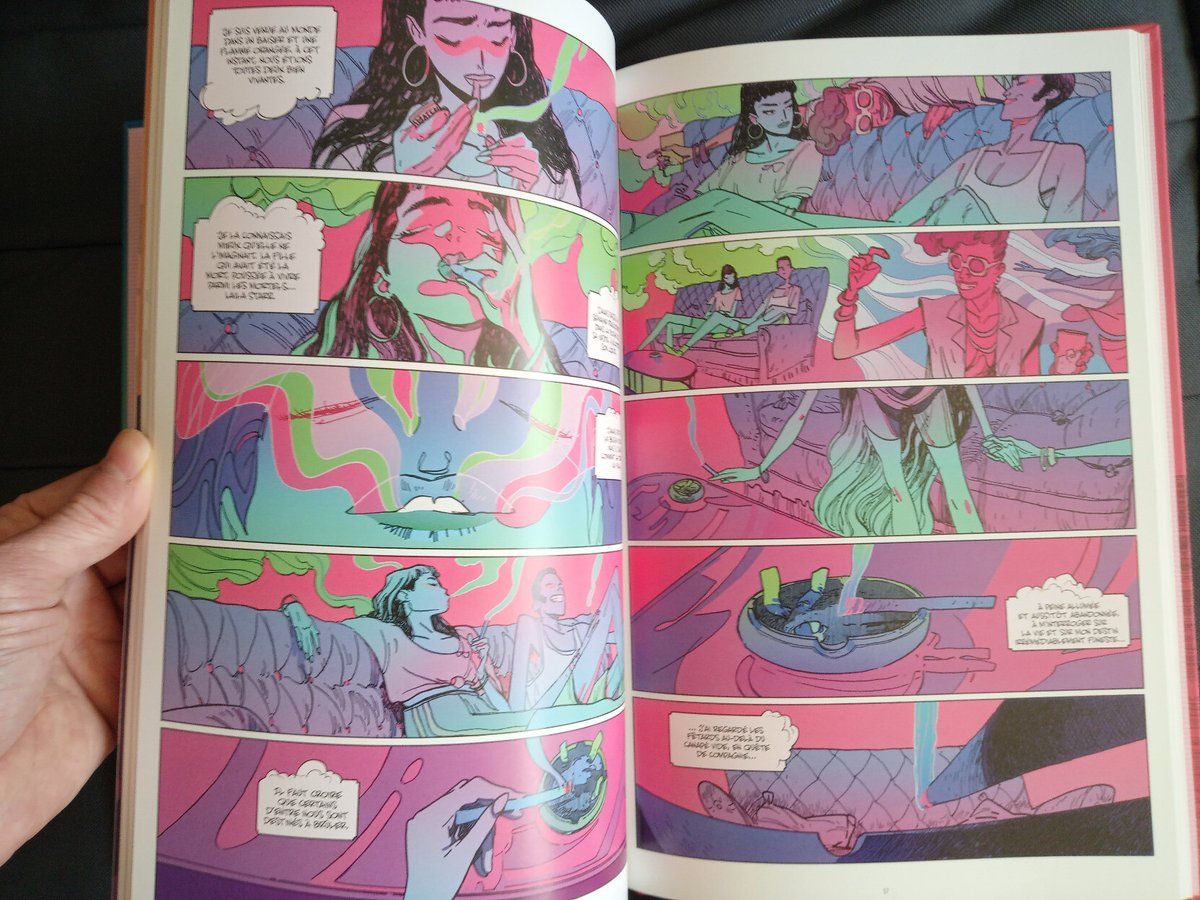 JE SUIS VENUE AU MONDE
DANS UN BAISER ET UNE
FLAMME ORANGÉE. À CET
INSTANT, NOUS ÉTIONS
TOUTES DEUX BIEN
VIVANTES.
JE LA CONNAISSAIS
MIEUX QU'ELLE NE
L'IMAGINAIT. LA FILLE
QUI AVAIT ÉTÉ LA
MORT, POUSSÉE À VIVRE
PARMI LES MORTELS...
LAILA STARR.
IL FAUT CROIRE
QUE CERTAINS
D'ENTRE NOUS SONT
DESTINÉS À BRÛLER.
À PEINE ALLUMÉE
ET AUSSITÔT ABANDONNÉE,
À M'INTERROGER SUR
LA VIE ET SUR MON DESTIN
IRRÉMÉDIABLEMENT FUNESTE...
... J'AI REGARDÉ LES
FÊTARDS AU-DELÀ DU
CANAPÉ VIDE, EN QUÊTE
DE COMPAGNIE...
57